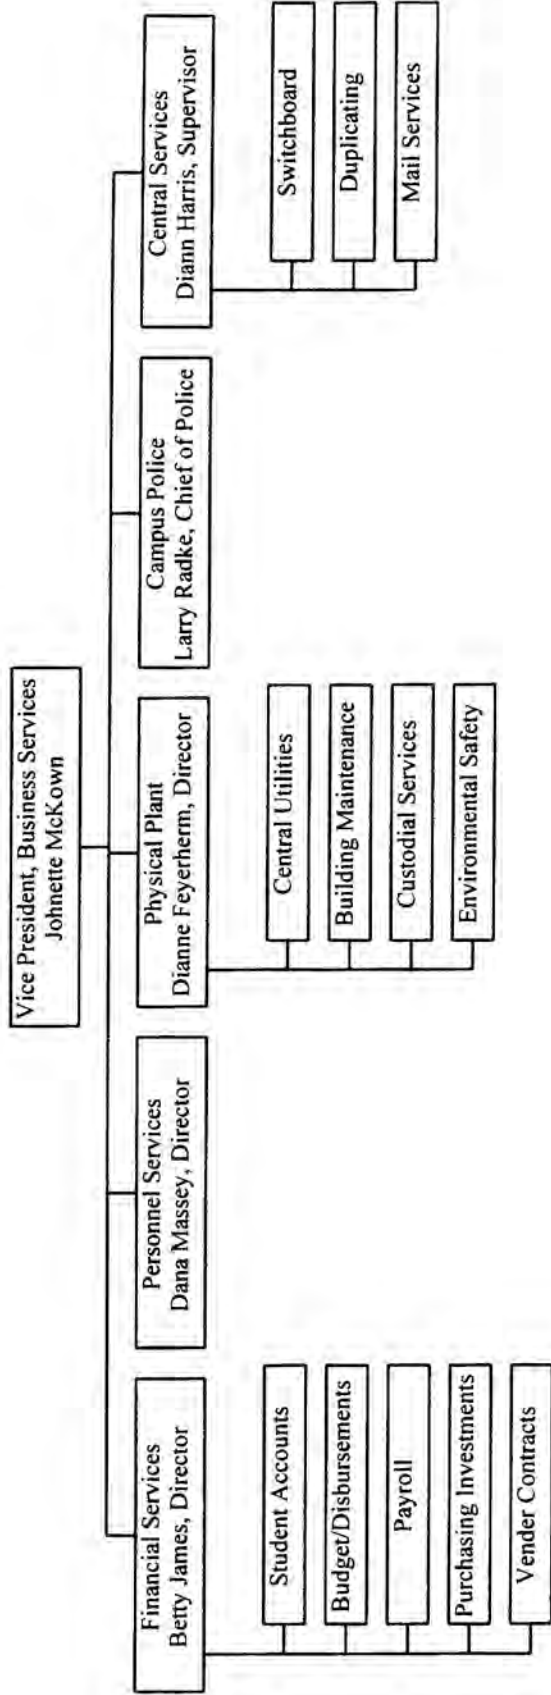 Vice President, Business Services
Johnette McKown
Financial Services
Betty James, Director
Student Accounts
Budget/Disbursements
Payroll
Purchasing Investments
Vender Contracts
Personnel Services
Dana Massey, Director
Physical Plant
Dianne Feyerherm, Director
Central Utilities
Building Maintenance
Custodial Services
Environmental Safety
Campus Police
Larry Radke, Chief of Police
Central Services
Diann Harris, Supervisor
Switchboard
Duplicating
Mail Services